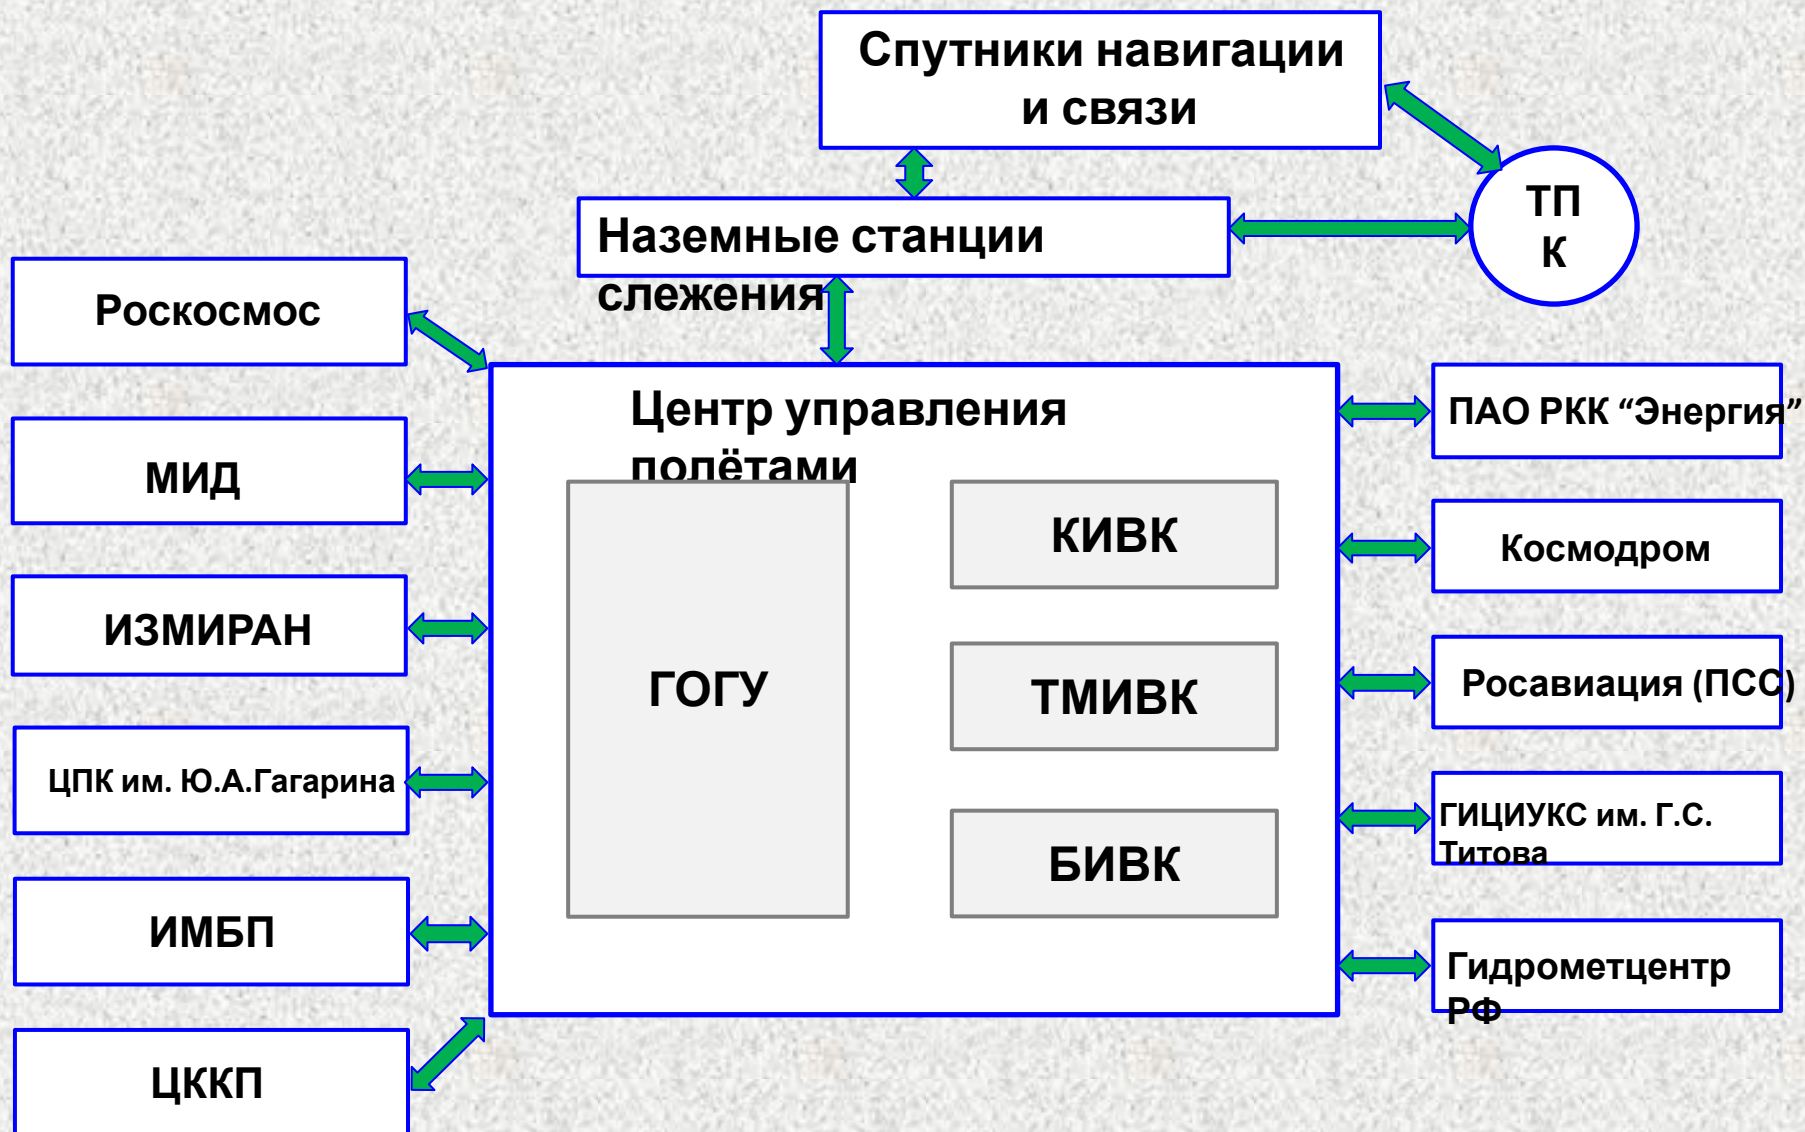 Спутники навигации
и связи
ТП
К
Наземные станции
слежения
Роскосмос
МИД
ИЗМИРАН
ЦПК им. Ю.А.Гагарина
ИМБП
ЦККП
Центр управления
полётами
ГОГУ
КИВК
ТМИВК
БИВК
ПАО РКК “Энергия”
Космодром
Росавиация (ПСС)
ГИЦИУКС им. Г.С.
Титова
Гидрометцентр
РФ